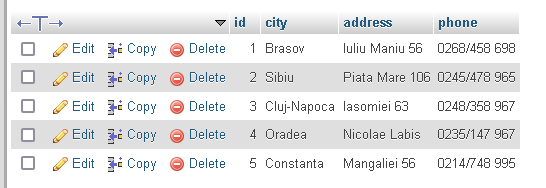 id city address phone
Edit Copy Delete 1 Brasov Iuliu Maniu 56 0268/458 698
Edit Copy Delete 2 Sibiu Piata Mare 106 0245/478 965
Edit Copy Delete 3 Cluj-Napoca Iasomiei 63 0248/358 967
Edit Copy Delete 4 Oradea Nicolae Labis 0235/147 967
Edit Copy Delete 5 Constanta Mangaliei 56 0214/748 995